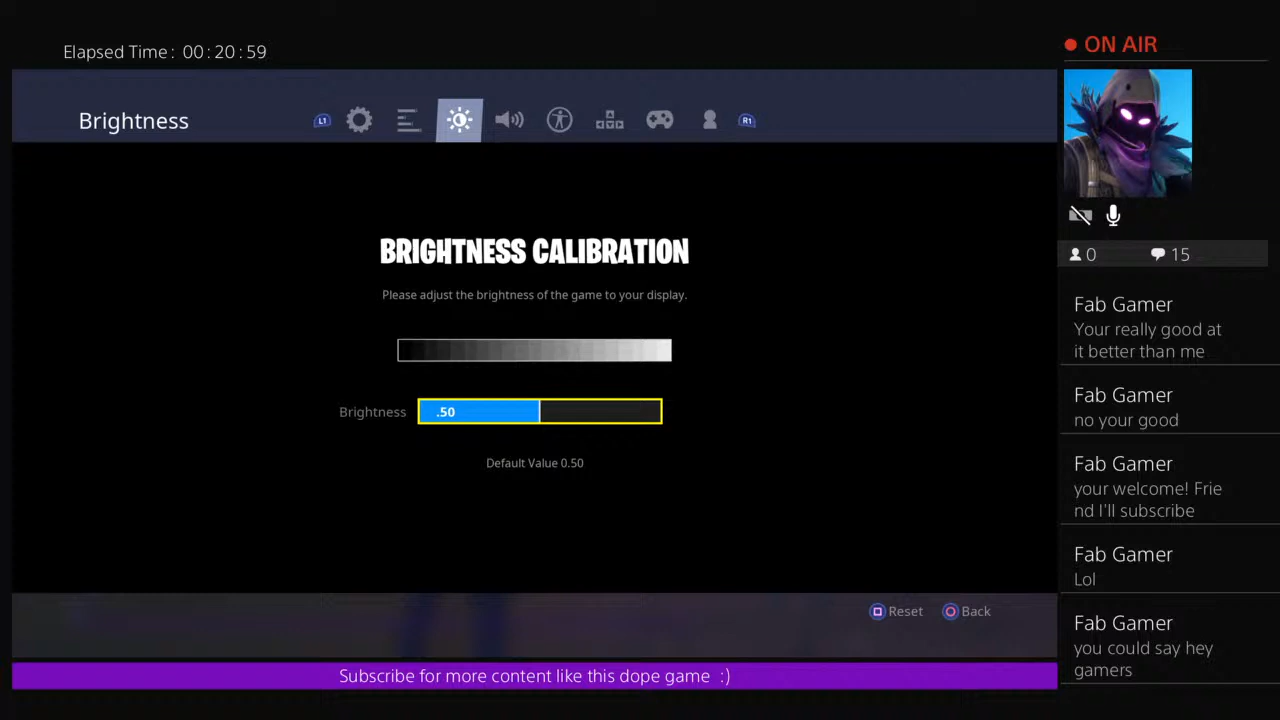 Elapsed Time: 00:20:59
ON AIR
Brightness
L1
R1
BRIGHTNESS CALIBRATION
Please adjust the brightness of the game to your display.
Brightness
.50
Default Value 0.50
Reset
Back
Subscribe for more content like this dope game :)
0
15
Fab Gamer
Your really good at
it better than me
Fab Gamer
no your good
Fab Gamer
your welcome! Frie
nd I'll subscribe
Fab Gamer
Lol
Fab Gamer
you could say hey
gamers